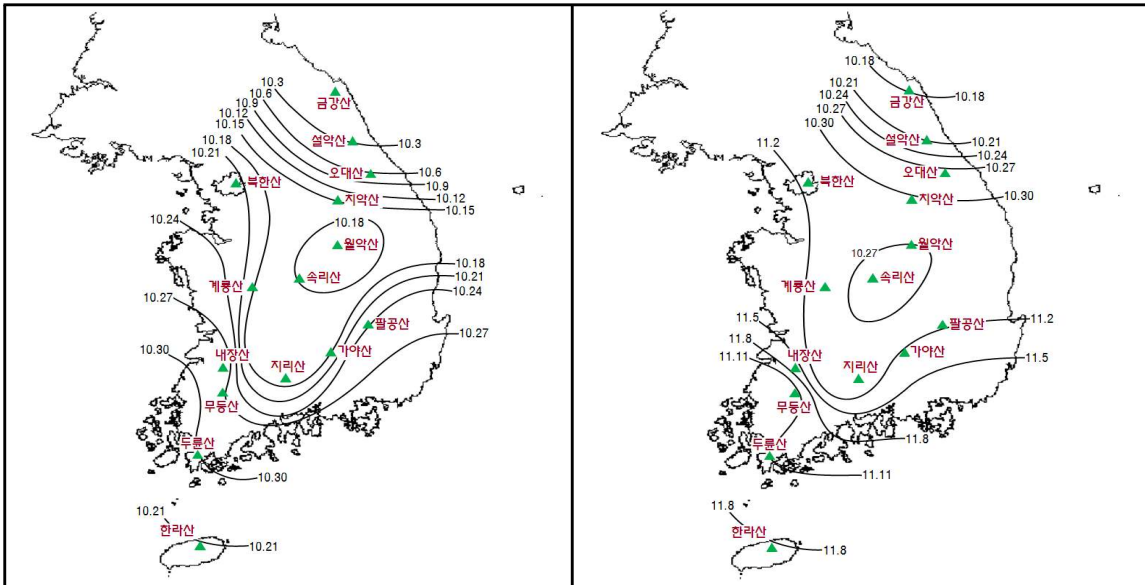 10.3
금강산
10.6
10.9
10.12
10.15
10.18
10.21
설악산
10.3
북한산
오대산
10.6
10.9
지악산
10.12
10.15
10.24
10.18
월악산
속리산
10.18
10.21
10.24
계룡산
10.27
팔공산
10.27
10.30
내장산
지리산
가야산
무등산
두륜산
10.30
10.21
한라산
10.21
10.18
금강산
10.18
10.21
10.24
10.27
10.30
11.2
설악산
10.21
10.24
북한산
오대산
10.27
지악산
10.30
10.27
월악산
속리산
계룡산
11.5
팔공산
11.2
11.8
11.11
내장산
지리산
가야산
11.5
무등산
11.8
두륜산
11.11
11.8
한라산
11.8